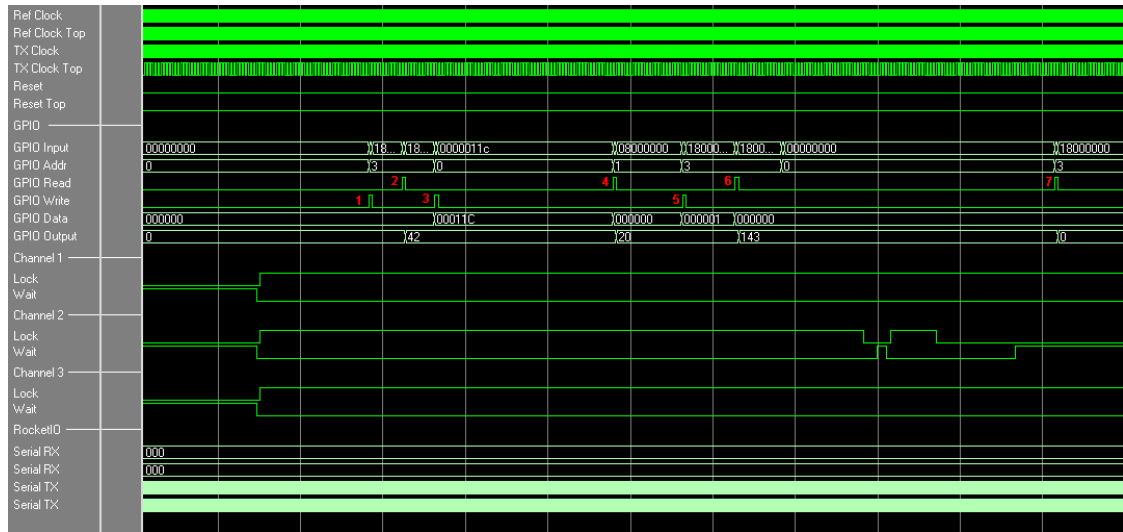 Ref Clock
Ref Clock Top
TX Clock
TX Clock Top
Reset
Reset Top
GPIO
GPIO Input 00000000 18... 18... 0000011c 08000000 18000... 1800... 00000000 18000000
GPIO Addr 0 3 0 1 3 0 3
GPIO Read 2 4 6 7
GPIO Write 1 3 5
GPIO Data 000000 00011C 000000 000001 000000
GPIO Output 0 42 20 143 0
Channel 1
Lock
Wait
Channel 2
Lock
Wait
Channel 3
Lock
Wait
RocketIO
Serial RX 000
Serial RX 000
Serial TX
Serial TX